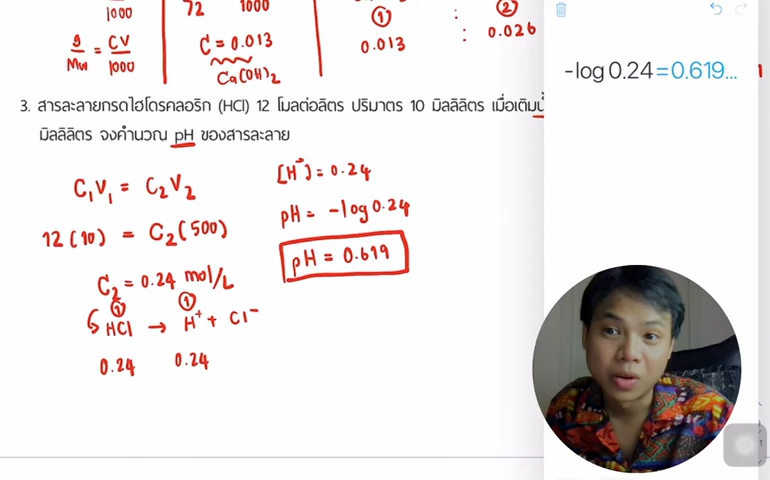 1000
72
1000
① : ②
g/Mw = CV/1000
C = 0.013
0.013 : 0.026
Ca(OH)₂
-log 0.24=0.619...
3. สารละลายกรดไฮโดรคลอริก (HCl) 12 โมลต่อลิตร ปริมาตร 10 มิลลิลิตร เมื่อเติม
มิลลิลิตร จงคำนวณ pH ของสารละลาย
C₁V₁ = C₂V₂
[H⁺] = 0.24
12(10) = C₂(500)
pH = -log 0.24
C₂ = 0.24 mol/L
pH = 0.619
① ①
HCl → H⁺ + Cl⁻
0.24 0.24